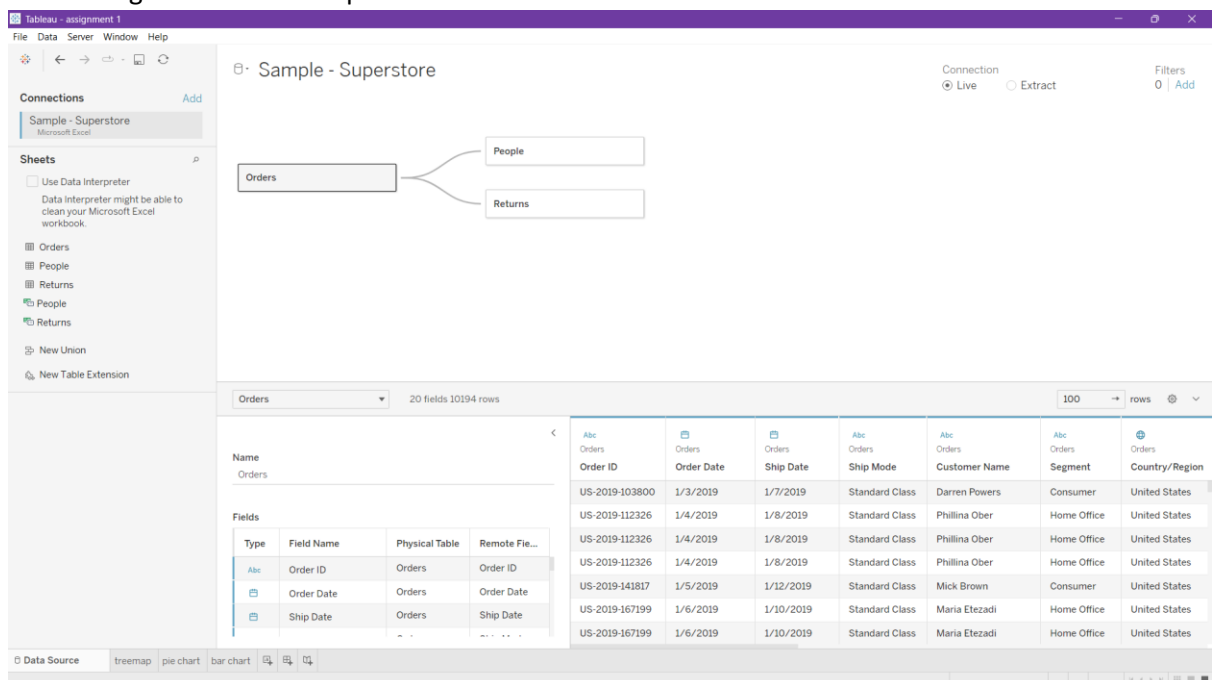 Tableau - assignment 1
File Data Server Window Help
Sample - Superstore
Connection
Live
Extract
Filters
0 | Add
Connections
Add
Sample - Superstore
Microsoft Excel
Sheets
Use Data Interpreter
Data Interpreter might be able to
clean your Microsoft Excel
workbook.
Orders
People
Returns
People
Returns
New Union
New Table Extension
Orders
People
Returns
Orders
20 fields 10194 rows
100
rows
Name
Orders
Fields
Type Field Name Physical Table Remote Fie...
Abc Order ID Orders Order ID
Order Date Orders Order Date
Ship Date Orders Ship Date
Abc Abc Abc Abc
Orders Orders Orders Orders Orders Orders Orders
Order ID Order Date Ship Date Ship Mode Customer Name Segment Country/Region
US-2019-103800 1/3/2019 1/7/2019 Standard Class Darren Powers Consumer United States
US-2019-112326 1/4/2019 1/8/2019 Standard Class Phillina Ober Home Office United States
US-2019-112326 1/4/2019 1/8/2019 Standard Class Phillina Ober Home Office United States
US-2019-112326 1/4/2019 1/8/2019 Standard Class Phillina Ober Home Office United States
US-2019-141817 1/5/2019 1/12/2019 Standard Class Mick Brown Consumer United States
US-2019-167199 1/6/2019 1/10/2019 Standard Class Maria Etezadi Home Office United States
US-2019-167199 1/6/2019 1/10/2019 Standard Class Maria Etezadi Home Office United States
Data Source treemap pie chart bar chart